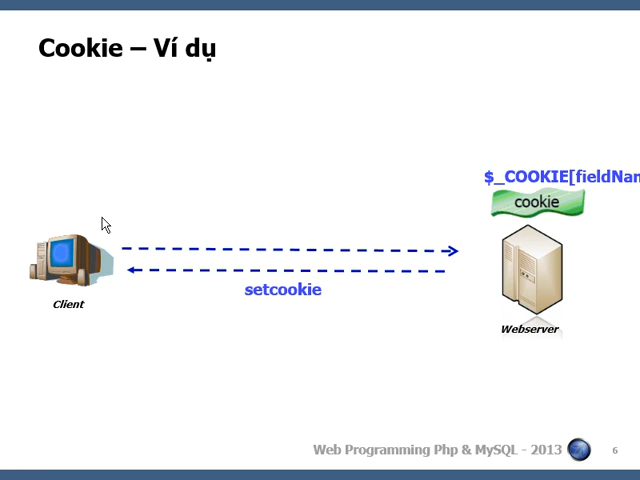 Cookie – Ví dụ
$_COOKIE[fieldNam
cookie
setcookie
Client
Webserver
Web Programming Php & MySQL - 2013
6